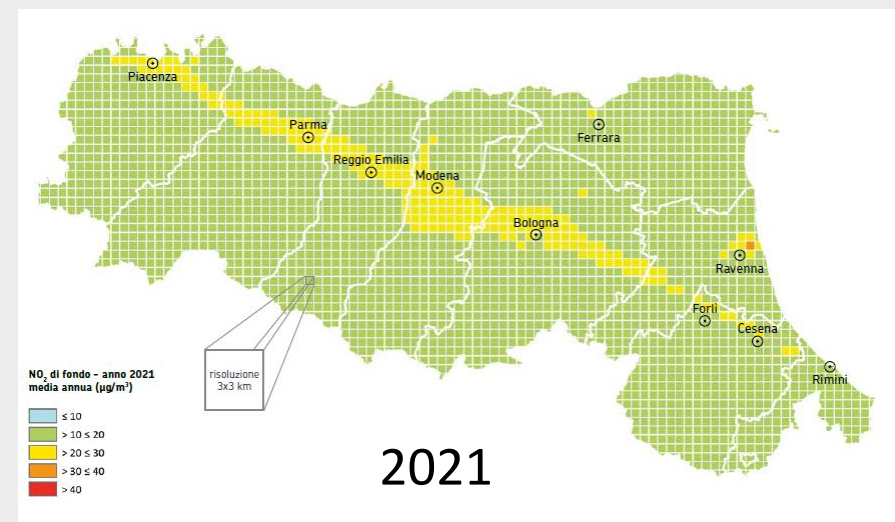 Piacenza
Parma
Reggio Emilia
Modena
Ferrara
Bologna
Ravenna
Forlì
Cesena
Rimini
risoluzione
3x3 km
NO₂ di fondo – anno 2021
media annua (µg/m³)
≤ 10
> 10 ≤ 20
> 20 ≤ 30
> 30 ≤ 40
> 40
2021